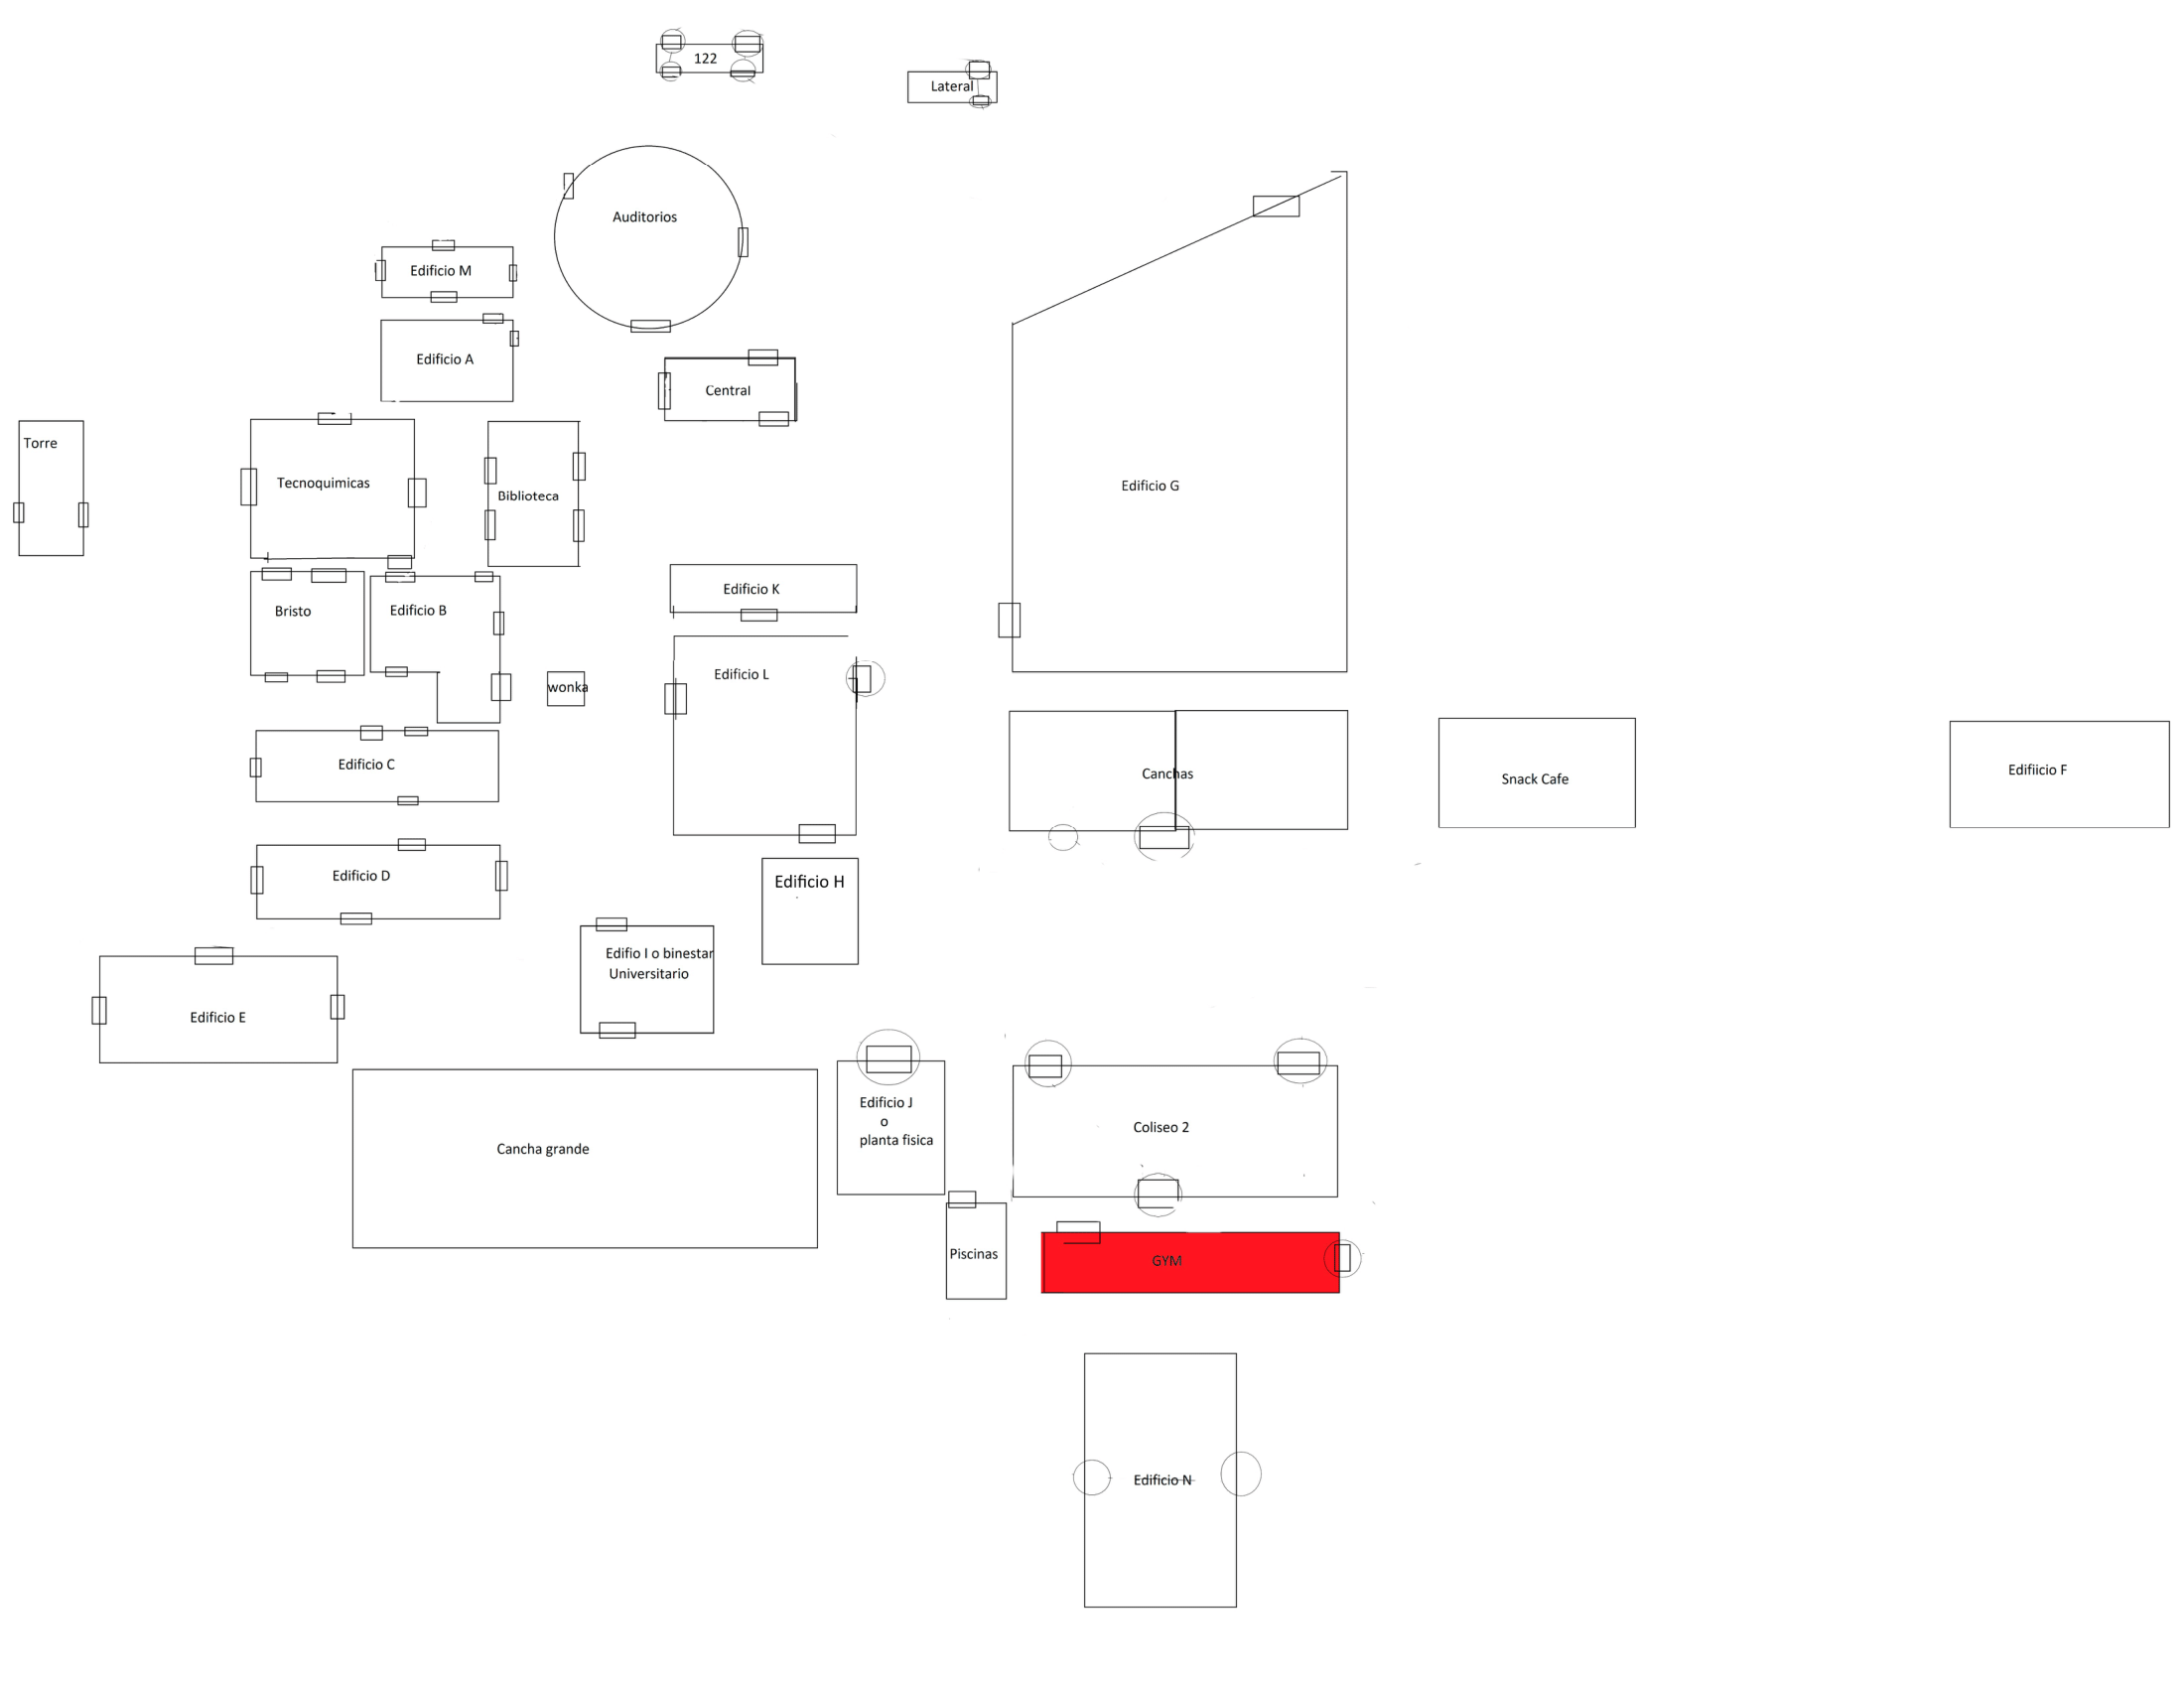 122
Lateral
Auditorios
Edificio M
Edificio A
Central
Torre
Tecnoquimicas
Biblioteca
Edificio G
Edificio K
Bristo
Edificio B
Edificio L
wonka
Edificio C
Canchas
Snack Cafe
Edifiicio F
Edificio D
Edificio H
Edifio I o binestar
Universitario
Edificio E
Edificio J
o
planta fisica
Coliseo 2
Cancha grande
Piscinas
GYM
Edificio N